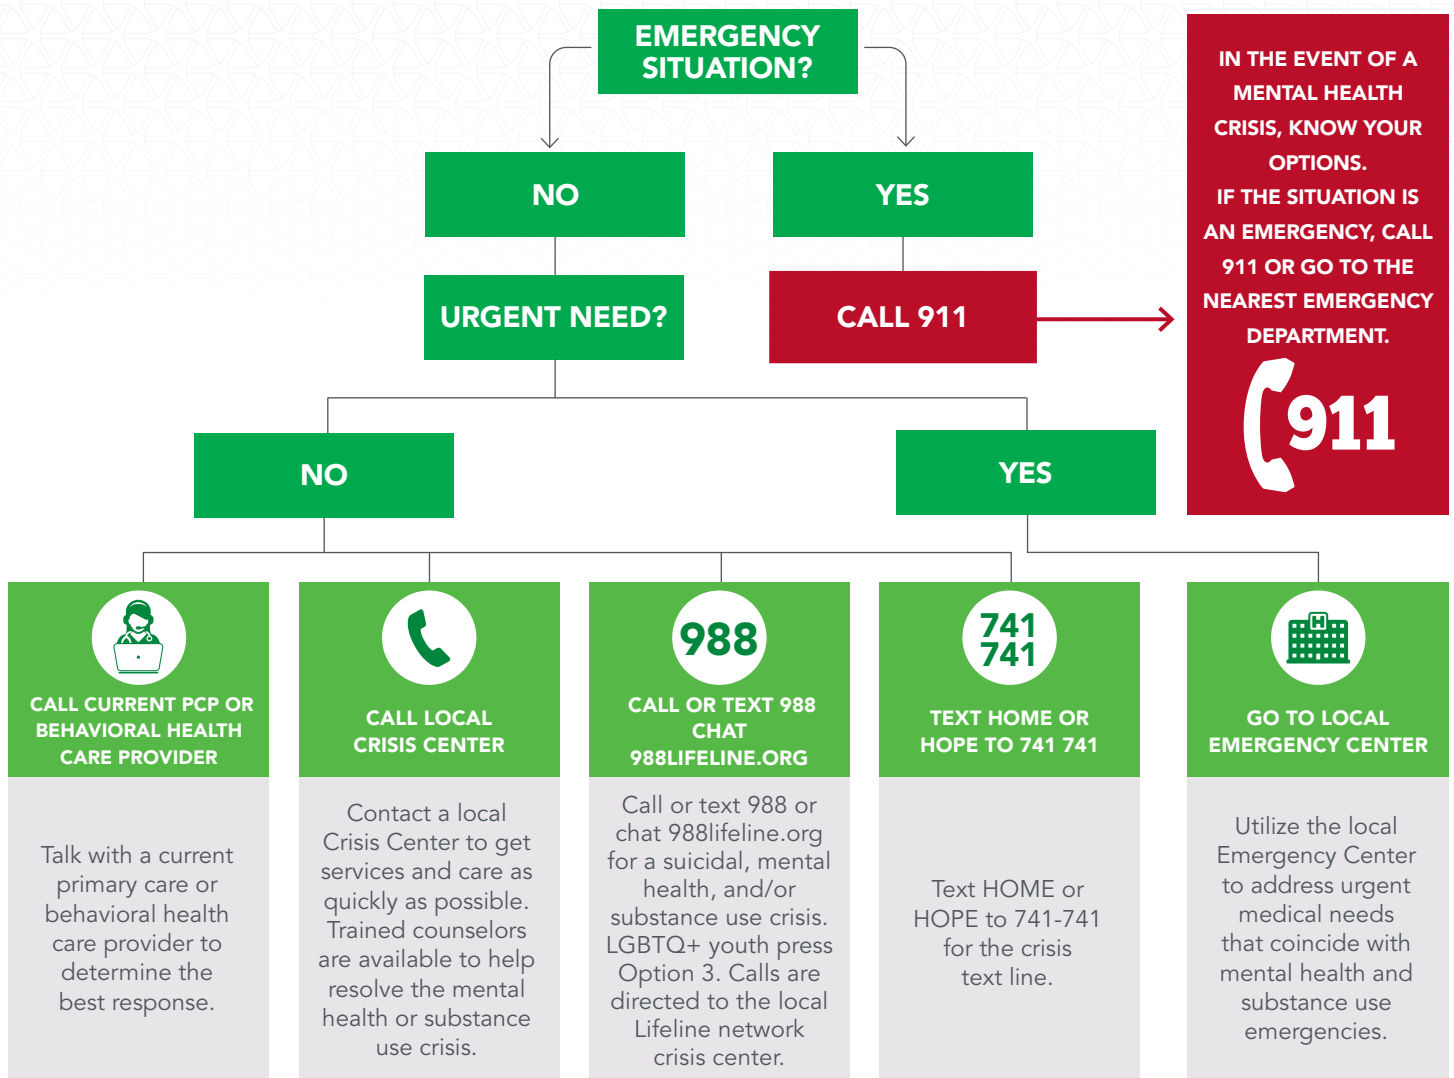 EMERGENCY
SITUATION?
NO
YES
URGENT NEED?
CALL 911
IN THE EVENT OF A
MENTAL HEALTH
CRISIS, KNOW YOUR
OPTIONS.
IF THE SITUATION IS
AN EMERGENCY, CALL
911 OR GO TO THE
NEAREST EMERGENCY
DEPARTMENT.
911
NO
YES
CALL CURRENT PCP OR
BEHAVIORAL HEALTH
CARE PROVIDER
Talk with a current
primary care or
behavioral health
care provider to
determine the
best response.
CALL LOCAL
CRISIS CENTER
Contact a local
Crisis Center to get
services and care as
quickly as possible.
Trained counselors
are available to help
resolve the mental
health or substance
use crisis.
988
CALL OR TEXT 988
CHAT
988LIFELINE.ORG
Call or text 988 or
chat 988lifeline.org
for a suicidal, mental
health, and/or
substance use crisis.
LGBTQ+ youth press
Option 3. Calls are
directed to the local
Lifeline network
crisis center.
741
741
TEXT HOME OR
HOPE TO 741 741
Text HOME or
HOPE to 741-741
for the crisis
text line.
H
GO TO LOCAL
EMERGENCY CENTER
Utilize the local
Emergency Center
to address urgent
medical needs
that coincide with
mental health and
substance use
emergencies.